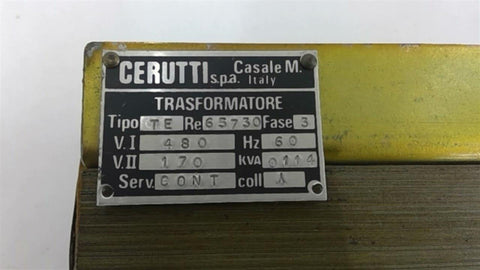 CERUTTI s.p.a. Casale M. Italy
TRASFORMATORE
Tipo TE Re 65730 Fase 3
V.I 480 Hz 60
V.II 170 KVA 0114
Serv. CONT coll